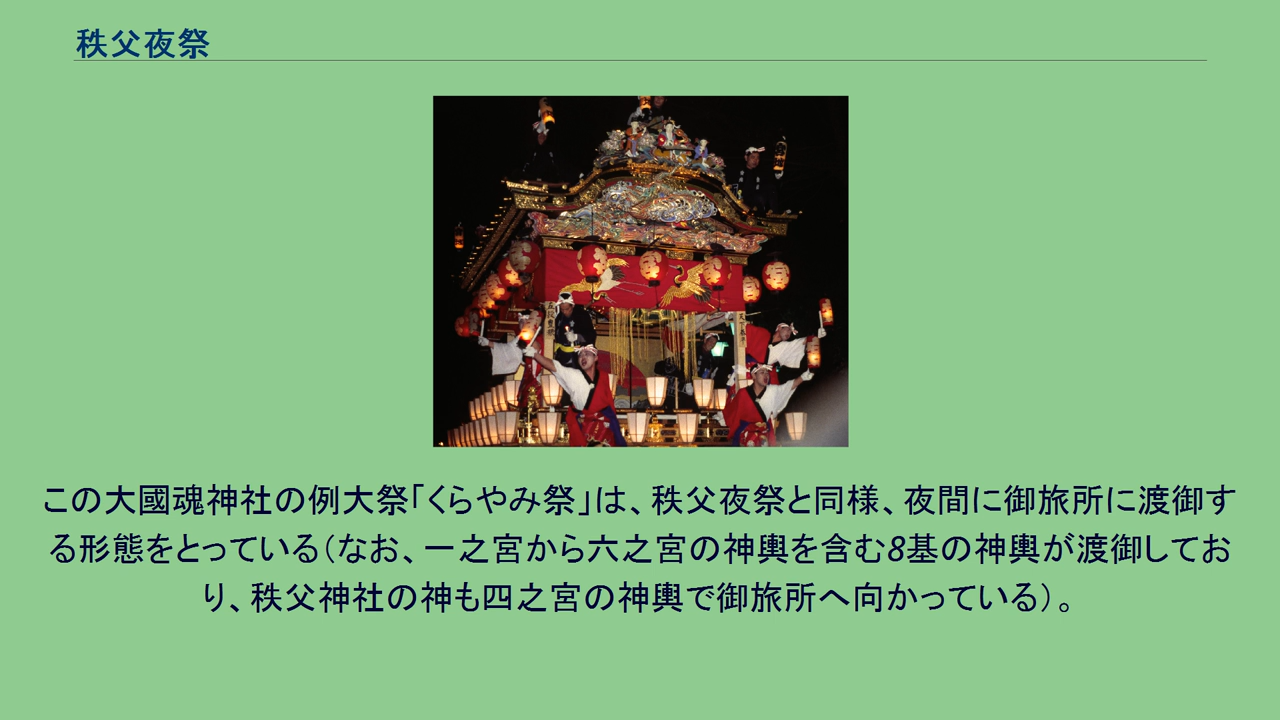 秩父夜祭
この大國魂神社の例大祭「くらやみ祭」は、秩父夜祭と同様、夜間に御旅所に渡御す
る形態をとっている（なお、一之宮から六之宮の神輿を含む8基の神輿が渡御してお
り、秩父神社の神も四之宮の神輿で御旅所へ向かっている）。